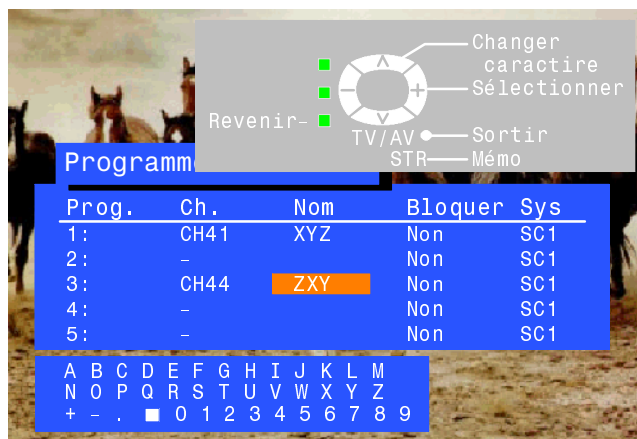 Changer
caractire
Sélectionner
Revenir–
TV/AV Sortir
STR Mémo
Programm
Prog. Ch. Nom Bloquer Sys
1: CH41 XYZ Non SC1
2: – Non SC1
3: CH44 ZXY Non SC1
4: – Non SC1
5: – Non SC1
A B C D E F G H I J K L M
N O P Q R S T U V W X Y Z
+ – . ■ 0 1 2 3 4 5 6 7 8 9